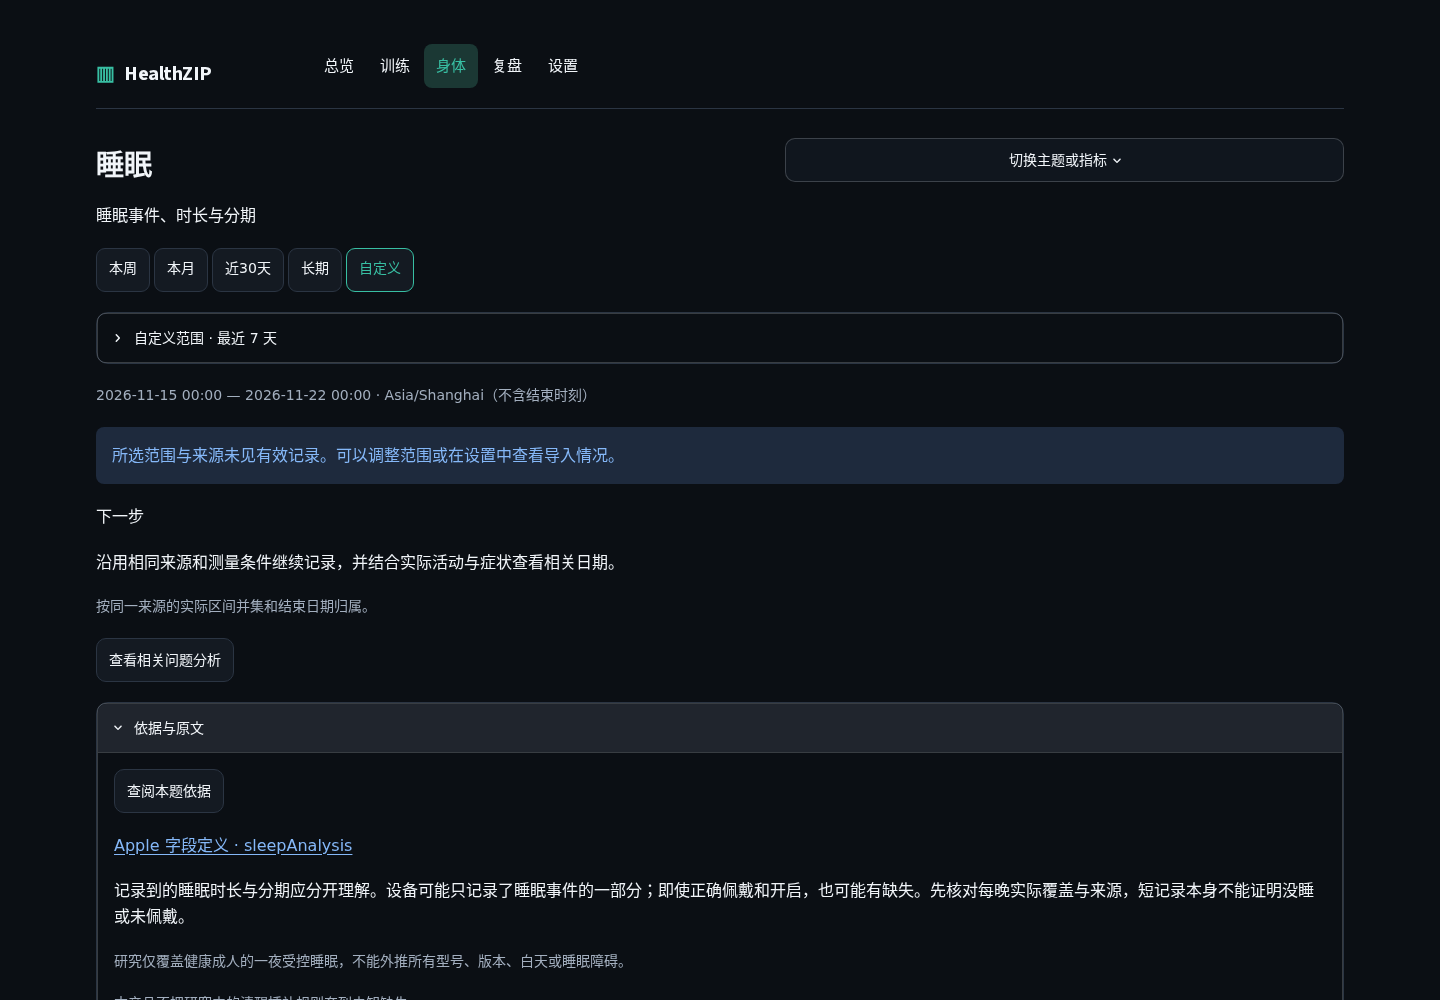 HealthZIP
总览 训练 身体 复盘 设置
睡眠
切换主题或指标
睡眠事件、时长与分期
本周 本月 近30天 长期 自定义
自定义范围 · 最近 7 天
2026-11-15 00:00 — 2026-11-22 00:00 · Asia/Shanghai（不含结束时刻）
所选范围与来源未见有效记录。可以调整范围或在设置中查看导入情况。
下一步
沿用相同来源和测量条件继续记录，并结合实际活动与症状查看相关日期。
按同一来源的实际区间并集和结束日期归属。
查看相关问题分析
依据与原文
查阅本题依据
Apple 字段定义 · sleepAnalysis
记录到的睡眠时长与分期应分开理解。设备可能只记录了睡眠事件的一部分；即使正确佩戴和开启，也可能有缺失。先核对每晚实际覆盖与来源，短记录本身不能证明没睡
或未佩戴。
研究仅覆盖健康成人的一夜受控睡眠，不能外推所有型号、版本、白天或睡眠障碍。